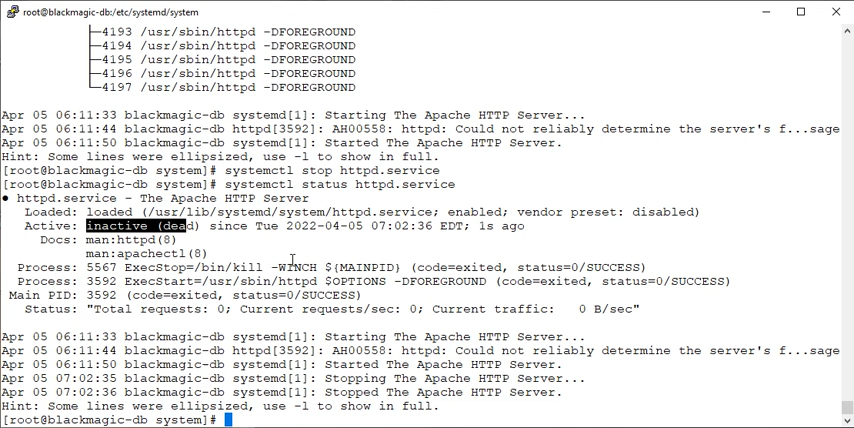 root@blackmagic-db:/etc/systemd/system
├─4193 /usr/sbin/httpd -DFOREGROUND
├─4194 /usr/sbin/httpd -DFOREGROUND
├─4195 /usr/sbin/httpd -DFOREGROUND
├─4196 /usr/sbin/httpd -DFOREGROUND
└─4197 /usr/sbin/httpd -DFOREGROUND
Apr 05 06:11:33 blackmagic-db systemd[1]: Starting The Apache HTTP Server...
Apr 05 06:11:44 blackmagic-db httpd[3592]: AH00558: httpd: Could not reliably determine the server's f...sage
Apr 05 06:11:50 blackmagic-db systemd[1]: Started The Apache HTTP Server.
Hint: Some lines were ellipsized, use -l to show in full.
[root@blackmagic-db system]# systemctl stop httpd.service
[root@blackmagic-db system]# systemctl status httpd.service
● httpd.service - The Apache HTTP Server
Loaded: loaded (/usr/lib/systemd/system/httpd.service; enabled; vendor preset: disabled)
Active: inactive (dead) since Tue 2022-04-05 07:02:36 EDT; 1s ago
Docs: man:httpd(8)
man:apachectl(8)
Process: 5567 ExecStop=/bin/kill -WINCH ${MAINPID} (code=exited, status=0/SUCCESS)
Process: 3592 ExecStart=/usr/sbin/httpd $OPTIONS -DFOREGROUND (code=exited, status=0/SUCCESS)
Main PID: 3592 (code=exited, status=0/SUCCESS)
Status: "Total requests: 0; Current requests/sec: 0; Current traffic:   0 B/sec"
Apr 05 06:11:33 blackmagic-db systemd[1]: Starting The Apache HTTP Server...
Apr 05 06:11:44 blackmagic-db httpd[3592]: AH00558: httpd: Could not reliably determine the server's f...sage
Apr 05 06:11:50 blackmagic-db systemd[1]: Started The Apache HTTP Server.
Apr 05 07:02:35 blackmagic-db systemd[1]: Stopping The Apache HTTP Server...
Apr 05 07:02:36 blackmagic-db systemd[1]: Stopped The Apache HTTP Server.
Hint: Some lines were ellipsized, use -l to show in full.
[root@blackmagic-db system]#